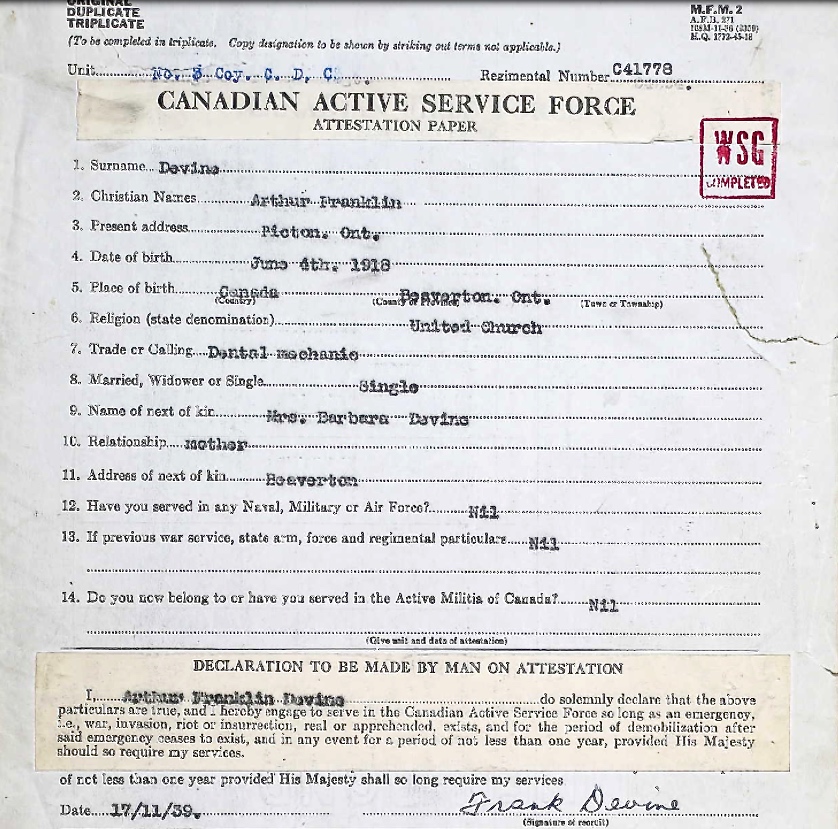 ORIGINAL
DUPLICATE
TRIPLICATE
M.F.M. 2
A.F.B. 271
H.Q. 1772-45-18
(To be completed in triplicate. Copy designation to be shown by striking out terms not applicable.)
Unit No. 3 Coy. C. D. C. Regimental Number C41778
CANADIAN ACTIVE SERVICE FORCE
ATTESTATION PAPER
WSG
COMPLETED
1. Surname Devine
2. Christian Names Arthur Franklin
3. Present address Picton. Ont.
4. Date of birth June 4th. 1918
5. Place of birth Canada Beaverton. Ont.
(Country) (County or Province) (Town or Township)
6. Religion (state denomination) United Church
7. Trade or Calling Dental mechanic
8. Married, Widower or Single Single
9. Name of next of kin Mrs. Barbara Devine
10. Relationship mother
11. Address of next of kin Beaverton
12. Have you served in any Naval, Military or Air Force? Nil
13. If previous war service, state arm, force and regimental particulars Nil
14. Do you now belong to or have you served in the Active Militia of Canada? Nil
(Give unit and date of attestation)
DECLARATION TO BE MADE BY MAN ON ATTESTATION
I, Arthur Franklin Devine do solemnly declare that the above
particulars are true, and I hereby engage to serve in the Canadian Active Service Force so long as an emergency,
i.e., war, invasion, riot or insurrection, real or apprehended, exists, and for the period of demobilization after
said emergency ceases to exist, and in any event for a period of not less than one year, provided His Majesty
should so require my services.
of not less than one year provided His Majesty shall so long require my services
Date 17/11/39. Frank Devine
(Signature of recruit)